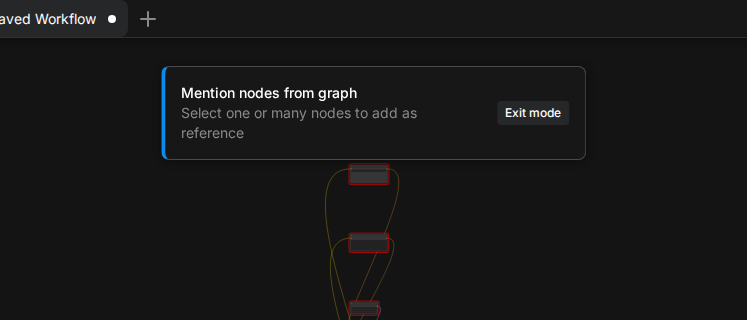 aved Workflow
Mention nodes from graph
Select one or many nodes to add as
reference
Exit mode